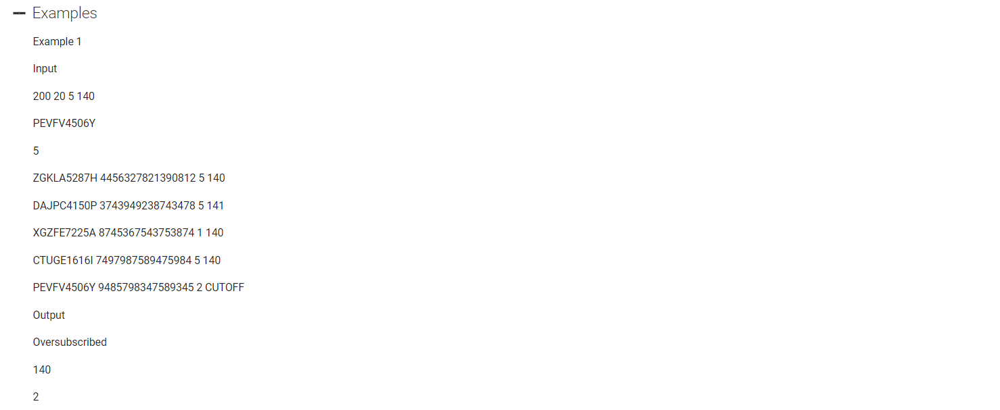 Examples
Example 1
Input
200 20 5 140
PEVFV4506Y
5
ZGKLA5287H 4456327821390812 5 140
DAJPC4150P 3743949238743478 5 141
XGZFE7225A 8745367543753874 1 140
CTUGE1616I 7497987589475984 5 140
PEVFV4506Y 9485798347589345 2 CUTOFF
Output
Oversubscribed
140
2